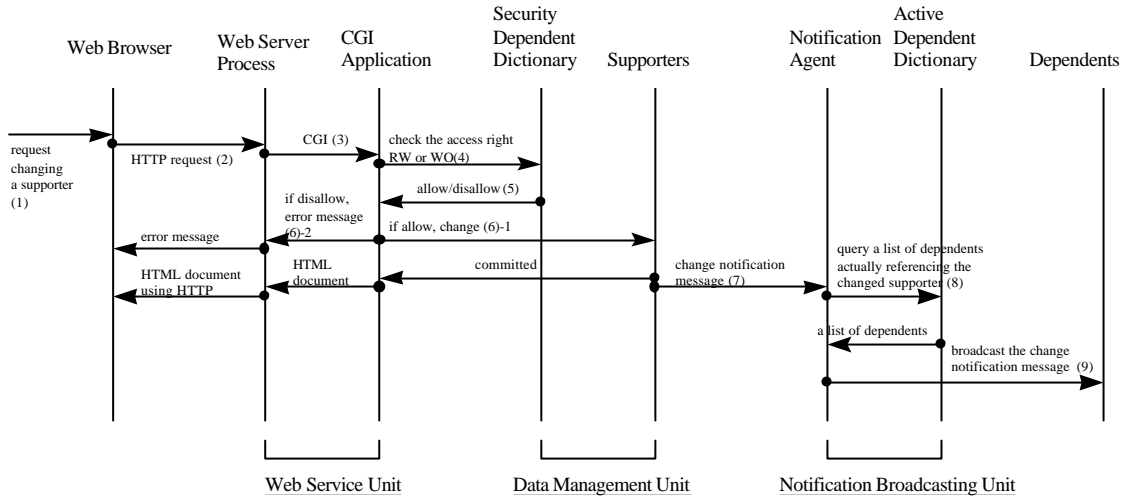 Web Browser
Web Server
Process
CGI
Application
Security
Dependent
Dictionary
Supporters
Notification
Agent
Active
Dependent
Dictionary
Dependents
request
changing
a supporter
(1)
HTTP request (2)
CGI (3)
check the access right
RW or WO(4)
allow/disallow (5)
if disallow,
error message
(6)-2
if allow, change (6)-1
error message
query a list of dependents
actually referencing the
changed supporter (8)
HTML document
using HTTP
HTML
document
committed
change notification
message (7)
a list of dependents
broadcast the change
notification message (9)
Web Service Unit
Data Management Unit
Notification Broadcasting Unit